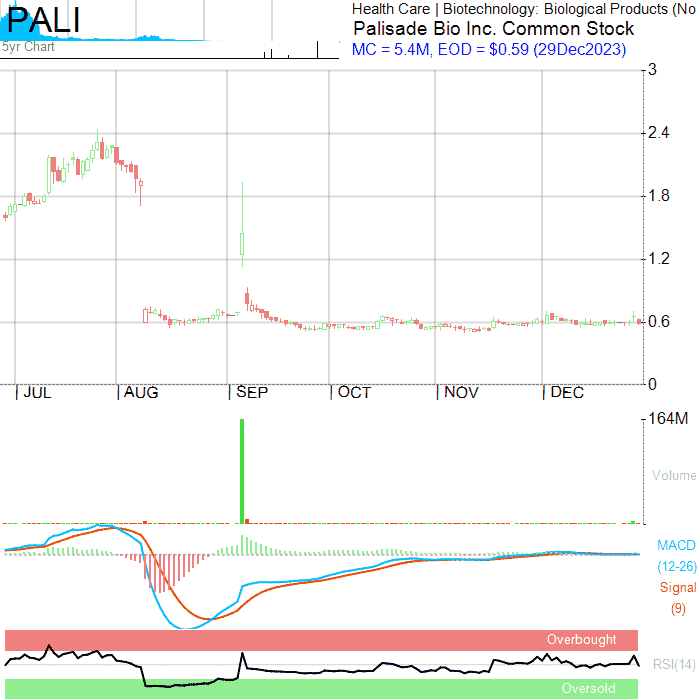 PALI
5yr Chart
Health Care | Biotechnology: Biological Products (No
Palisade Bio Inc. Common Stock
MC = 5.4M, EOD = $0.59 (29Dec2023)
3
2.4
1.8
1.2
0.6
0
JUL AUG SEP OCT NOV DEC
164M
Volume
MACD
(12-26)
Signal
(9)
Overbought
RSI(14)
Oversold